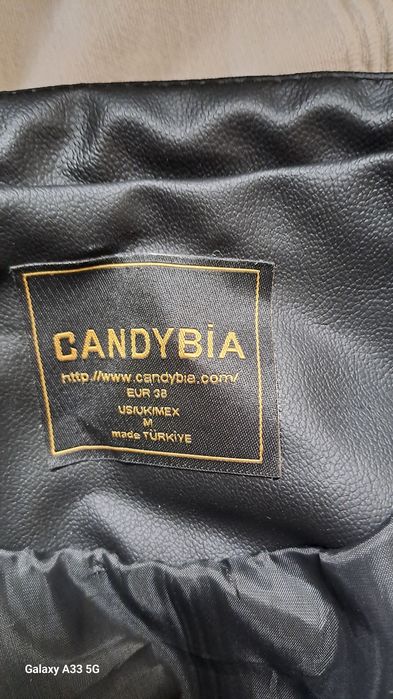 CANDYBİA
http://www.candybia.com/
EUR 38
US/UK/MEX
M
made TÜRKİYE
Galaxy A33 5G